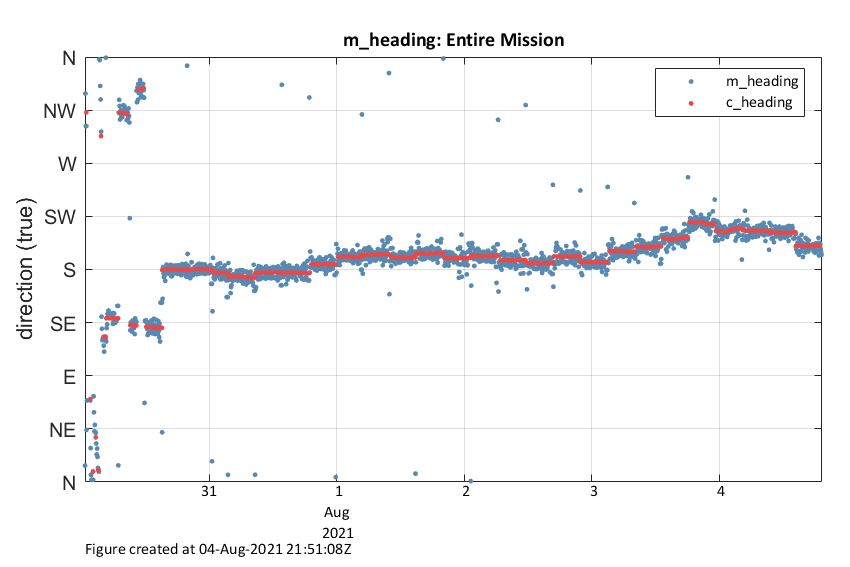 m_heading: Entire Mission
N
NW
W
SW
S
SE
E
NE
N
direction (true)
m_heading
c_heading
31 1 2 3 4
Aug
2021
Figure created at 04-Aug-2021 21:51:08Z